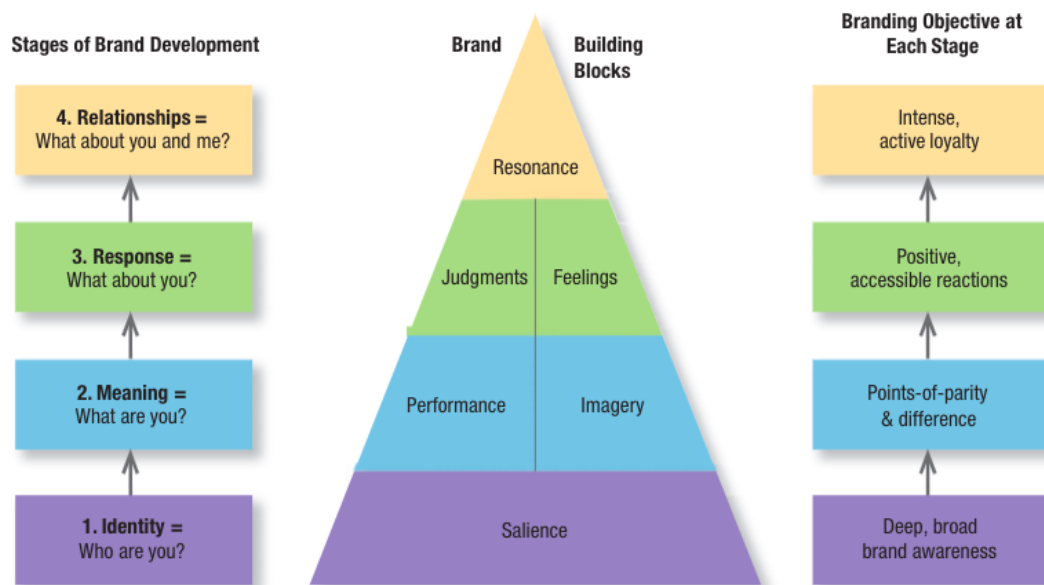 Stages of Brand Development
4. Relationships =
What about you and me?
3. Response =
What about you?
2. Meaning =
What are you?
1. Identity =
Who are you?
Brand
Building
Blocks
Resonance
Judgments
Feelings
Performance
Imagery
Salience
Branding Objective at
Each Stage
Intense,
active loyalty
Positive,
accessible reactions
Points-of-parity
& difference
Deep, broad
brand awareness